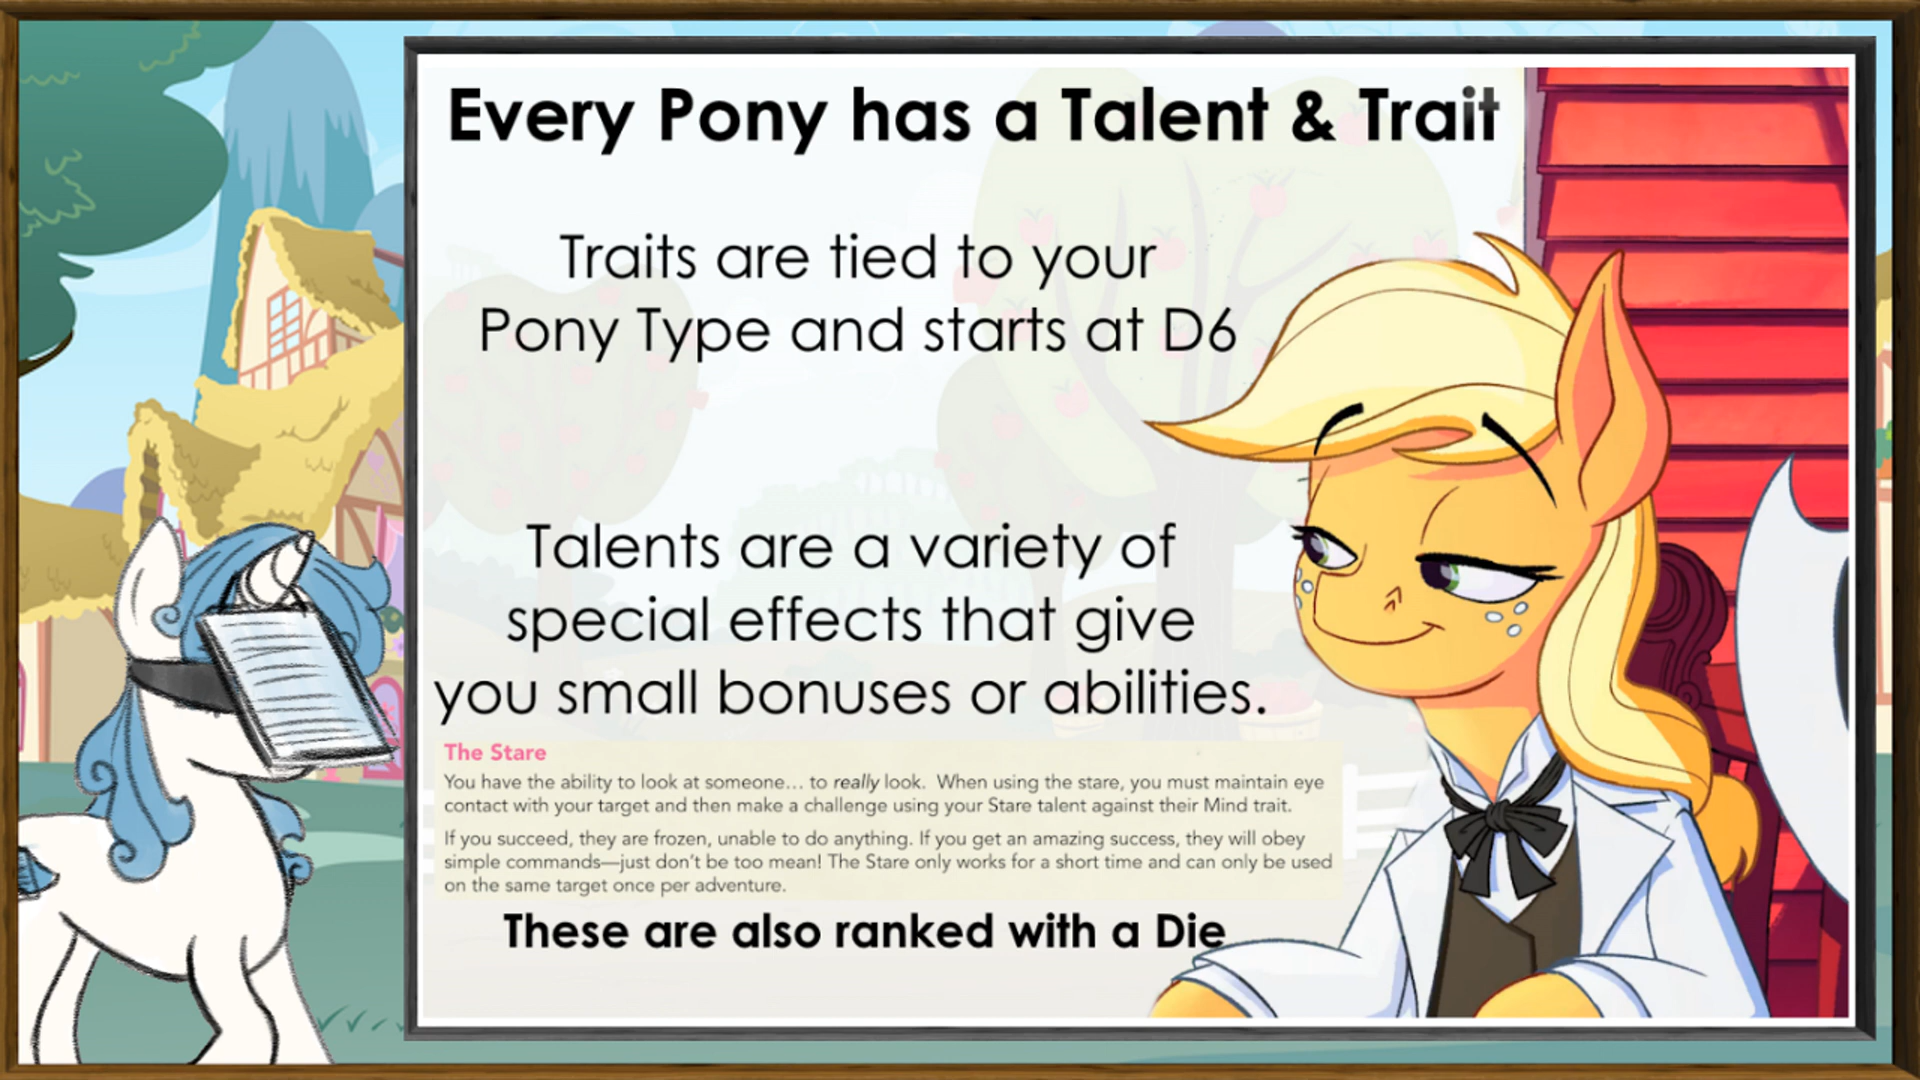 Every Pony has a Talent & Trait
Traits are tied to your
Pony Type and starts at D6
Talents are a variety of
special effects that give
you small bonuses or abilities.
The Stare
You have the ability to look at someone… to really look. When using the stare, you must maintain eye
contact with your target and then make a challenge using your Stare talent against their Mind trait.
If you succeed, they are frozen, unable to do anything. If you get an amazing success, they will obey
simple commands—just don't be too mean! The Stare only works for a short time and can only be used
on the same target once per adventure.
These are also ranked with a Die